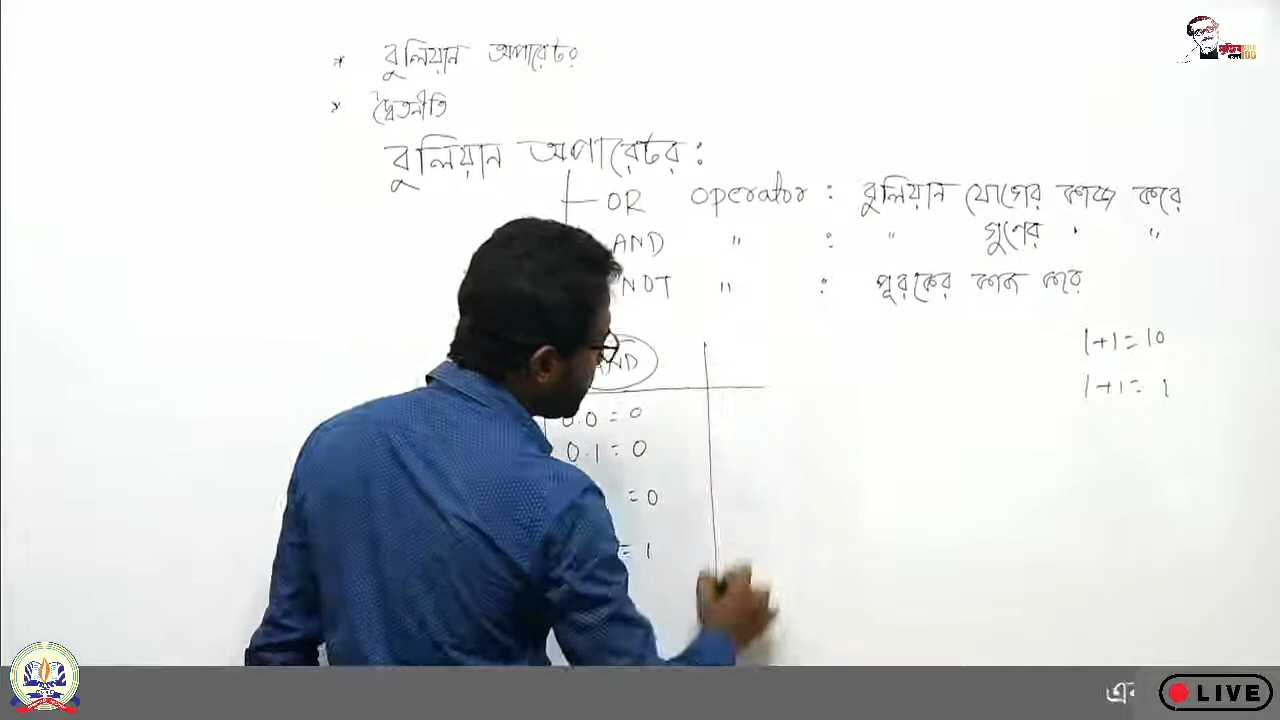 * বুলিয়ান অপারেটর
* দ্বৈতনীতি
বুলিয়ান অপারেটর :
OR operator : বুলিয়ান যোগের কাজ করে
AND " : " গুণের " "
NOT " : পূরকের কাজ করে
1+1=10
1+1=1
AND
0.0=0
0.1=0
=0
=1
LIVE